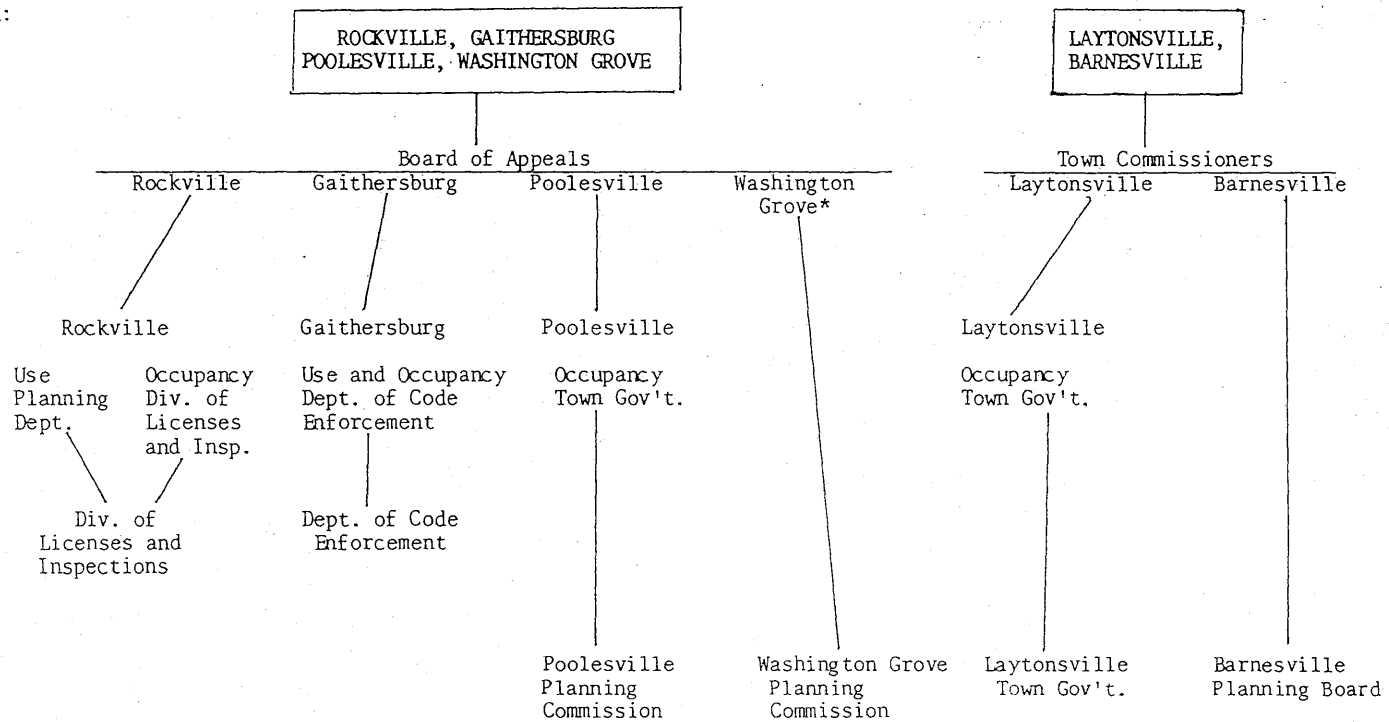 :
ROCKVILLE, GAITHERSBURG
POOLESVILLE, WASHINGTON GROVE
LAYTONSVILLE,
BARNESVILLE
Board of Appeals
Town Commissioners
Rockville
Gaithersburg
Poolesville
Washington
Grove*
Laytonsville
Barnesville
Rockville
Gaithersburg
Poolesville
Laytonsville
Use
Planning
Dept.
Occupancy
Div. of
Licenses
and Insp.
Use and Occupancy
Dept. of Code
Enforcement
Occupancy
Town Gov't.
Occupancy
Town Gov't.
Div. of
Licenses and
Inspections
Dept. of Code
Enforcement
Poolesville
Planning
Commission
Washington Grove
Planning
Commission
Laytonsville
Town Gov't.
Barnesville
Planning Board